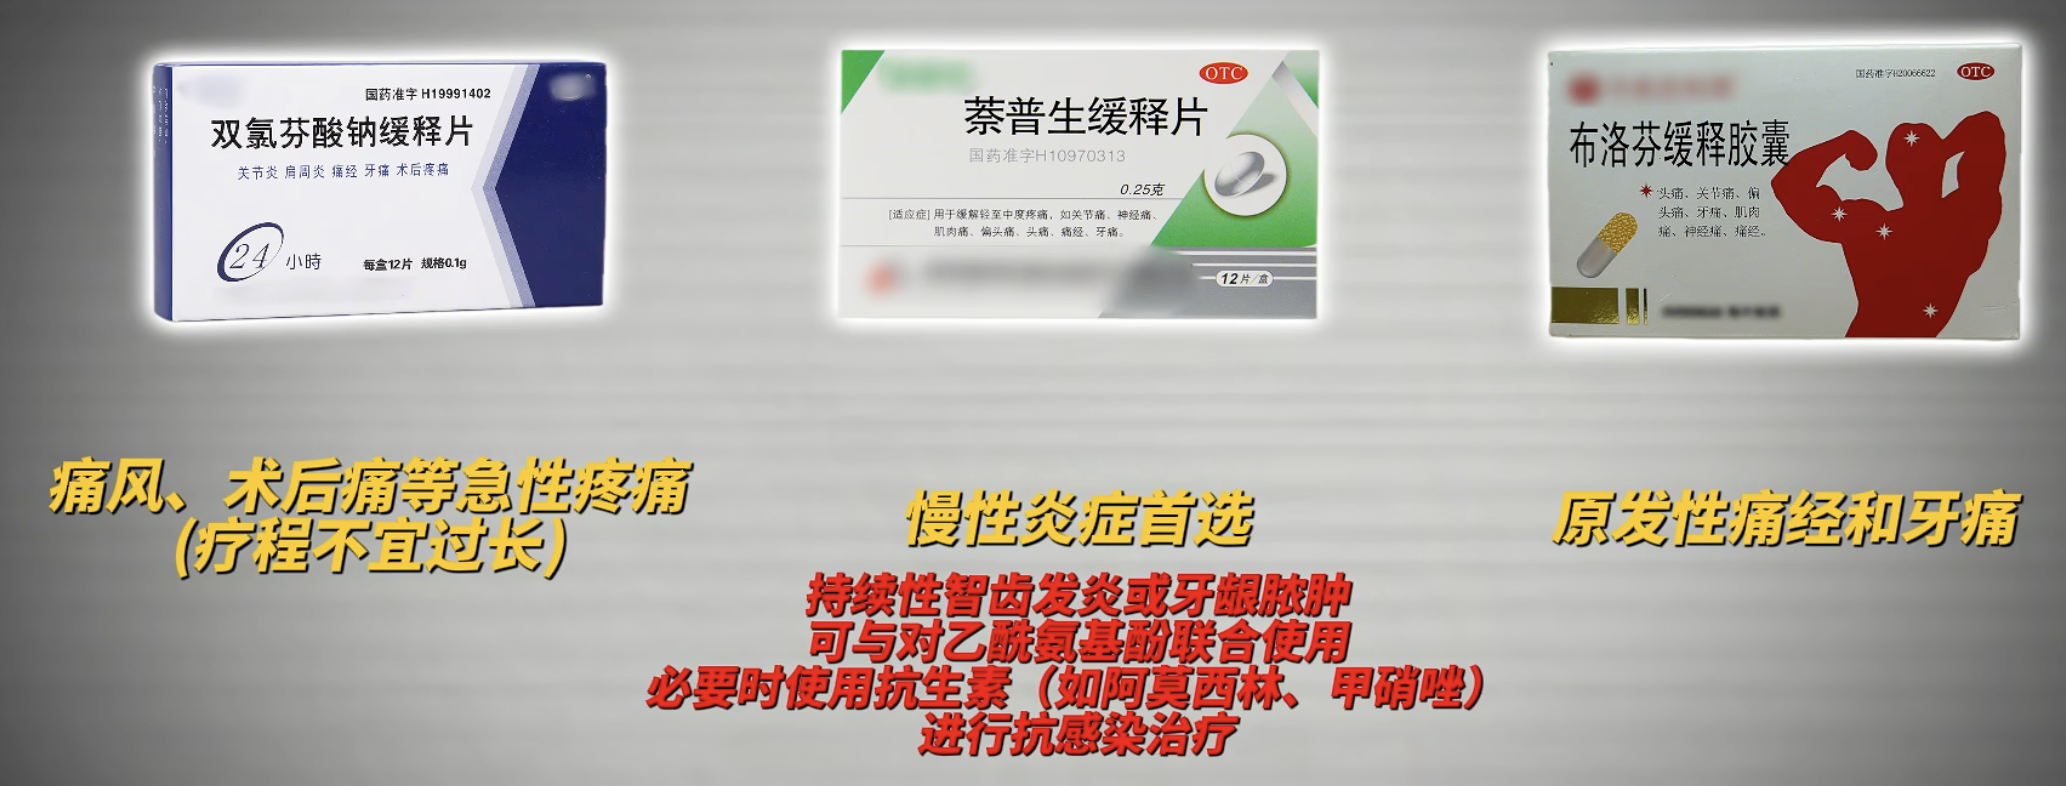 国药准字 H19991402
双氯芬酸钠缓释片
关节炎 肩周炎 痛经 牙痛 术后疼痛
24 小時
每盒12片 规格0.1g
OTC
萘普生缓释片
国药准字H10970313
0.25克
[适应症] 用于缓解轻至中度疼痛，如关节痛、神经痛、
肌肉痛、偏头痛、头痛、痛经、牙痛。
12片/盒
国药准字H20066622 OTC
布洛芬缓释胶囊
头痛、关节痛、偏
头痛、牙痛、肌肉
痛、神经痛、痛经。
痛风、术后痛等急性疼痛
(疗程不宜过长)
慢性炎症首选
持续性智齿发炎或牙龈脓肿
可与对乙酰氨基酚联合使用
必要时使用抗生素（如阿莫西林、甲硝唑）
进行抗感染治疗
原发性痛经和牙痛